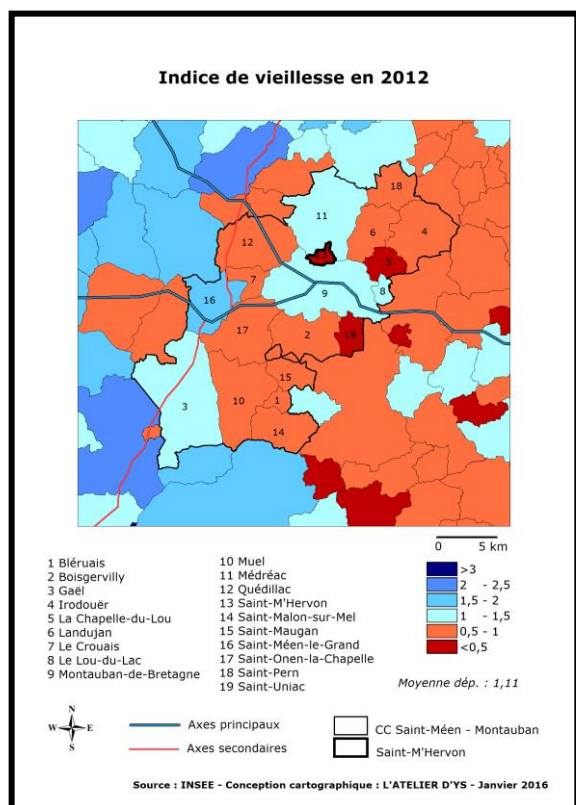 Indice de vieillesse en 2012
18
11
6
4
12
13
5
7
9
8
16
17
2
19
15
3
10
1
14
0 5 km
1 Bléruais
2 Boisgervilly
3 Gaël
4 Irodouër
5 La Chapelle-du-Lou
6 Landujan
7 Le Crouais
8 Le Lou-du-Lac
9 Montauban-de-Bretagne
10 Muel
11 Médréac
12 Quédillac
13 Saint-M'Hervon
14 Saint-Malon-sur-Mel
15 Saint-Maugan
16 Saint-Méen-le-Grand
17 Saint-Onen-la-Chapelle
18 Saint-Pern
19 Saint-Uniac
>3
2 - 2,5
1,5 - 2
1 - 1,5
0,5 - 1
<0,5
Moyenne dép. : 1,11
N
W E
S
Axes principaux
Axes secondaires
CC Saint-Méen - Montauban
Saint-M'Hervon
Source : INSEE - Conception cartographique : L'ATELIER D'YS - Janvier 2016